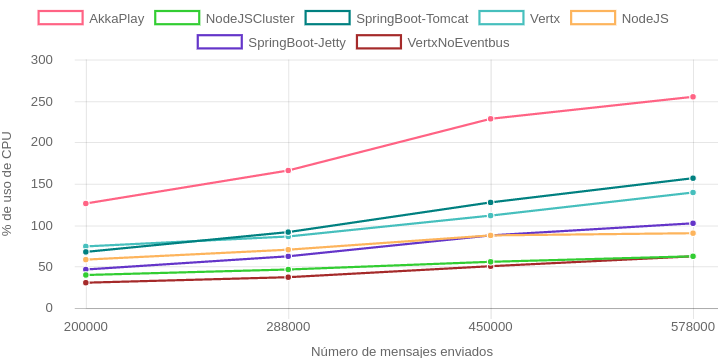 AkkaPlay NodeJSCluster SpringBoot-Tomcat Vertx NodeJS
SpringBoot-Jetty VertxNoEventbus
% de uso de CPU
300
250
200
150
100
50
0
200000 288000 450000 578000
Número de mensajes enviados